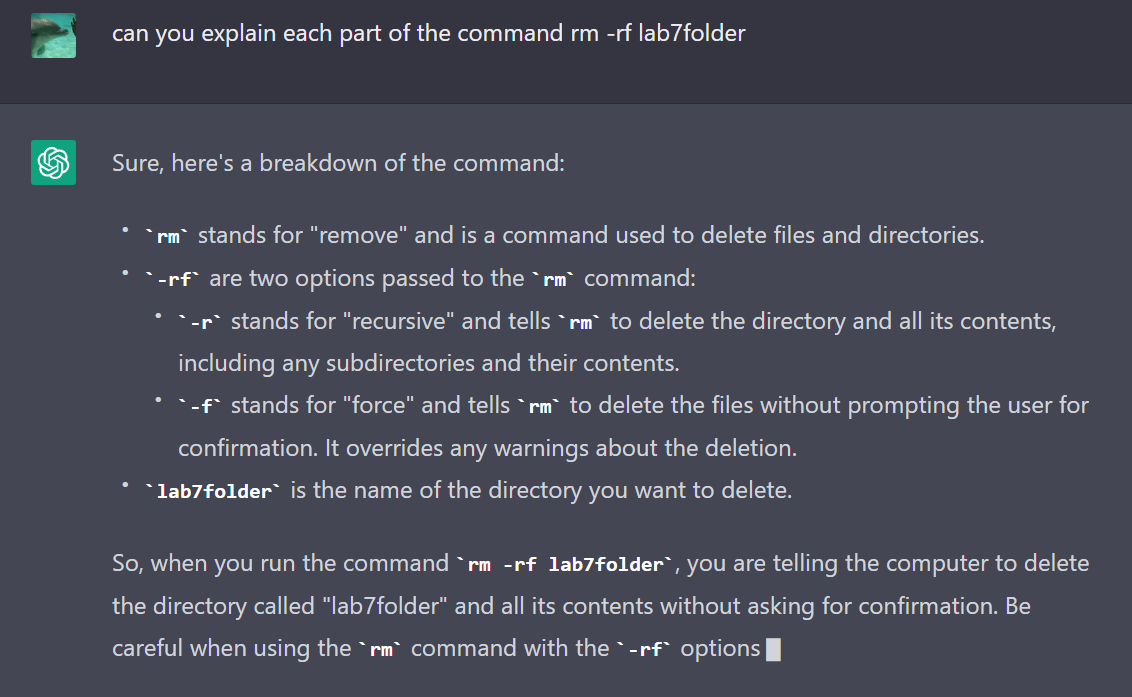 can you explain each part of the command rm -rf lab7folder
Sure, here's a breakdown of the command:
• `rm` stands for "remove" and is a command used to delete files and directories.
• `-rf` are two options passed to the `rm` command:
• `-r` stands for "recursive" and tells `rm` to delete the directory and all its contents,
including any subdirectories and their contents.
• `-f` stands for "force" and tells `rm` to delete the files without prompting the user for
confirmation. It overrides any warnings about the deletion.
• `lab7folder` is the name of the directory you want to delete.
So, when you run the command `rm -rf lab7folder`, you are telling the computer to delete
the directory called "lab7folder" and all its contents without asking for confirmation. Be
careful when using the `rm` command with the `-rf` options